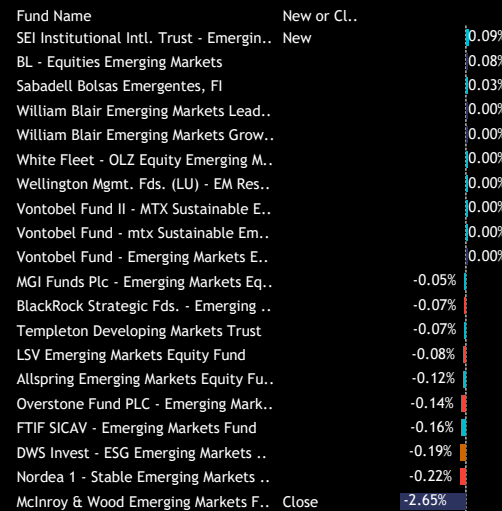 Fund Name New or Cl..
SEI Institutional Intl. Trust - Emergin.. New 0.09%
BL - Equities Emerging Markets 0.08%
Sabadell Bolsas Emergentes, FI 0.03%
William Blair Emerging Markets Lead.. 0.00%
William Blair Emerging Markets Grow.. 0.00%
White Fleet - OLZ Equity Emerging M.. 0.00%
Wellington Mgmt. Fds. (LU) - EM Res.. 0.00%
Vontobel Fund II - MTX Sustainable E.. 0.00%
Vontobel Fund - mtx Sustainable Em.. 0.00%
Vontobel Fund - Emerging Markets E.. 0.00%
MGI Funds Plc - Emerging Markets Eq.. -0.05%
BlackRock Strategic Fds. - Emerging .. -0.07%
Templeton Developing Markets Trust -0.07%
LSV Emerging Markets Equity Fund -0.08%
Allspring Emerging Markets Equity Fu.. -0.12%
Overstone Fund PLC - Emerging Mark.. -0.14%
FTIF SICAV - Emerging Markets Fund -0.16%
DWS Invest - ESG Emerging Markets .. -0.19%
Nordea 1 - Stable Emerging Markets .. -0.22%
McInroy & Wood Emerging Markets F.. Close -2.65%